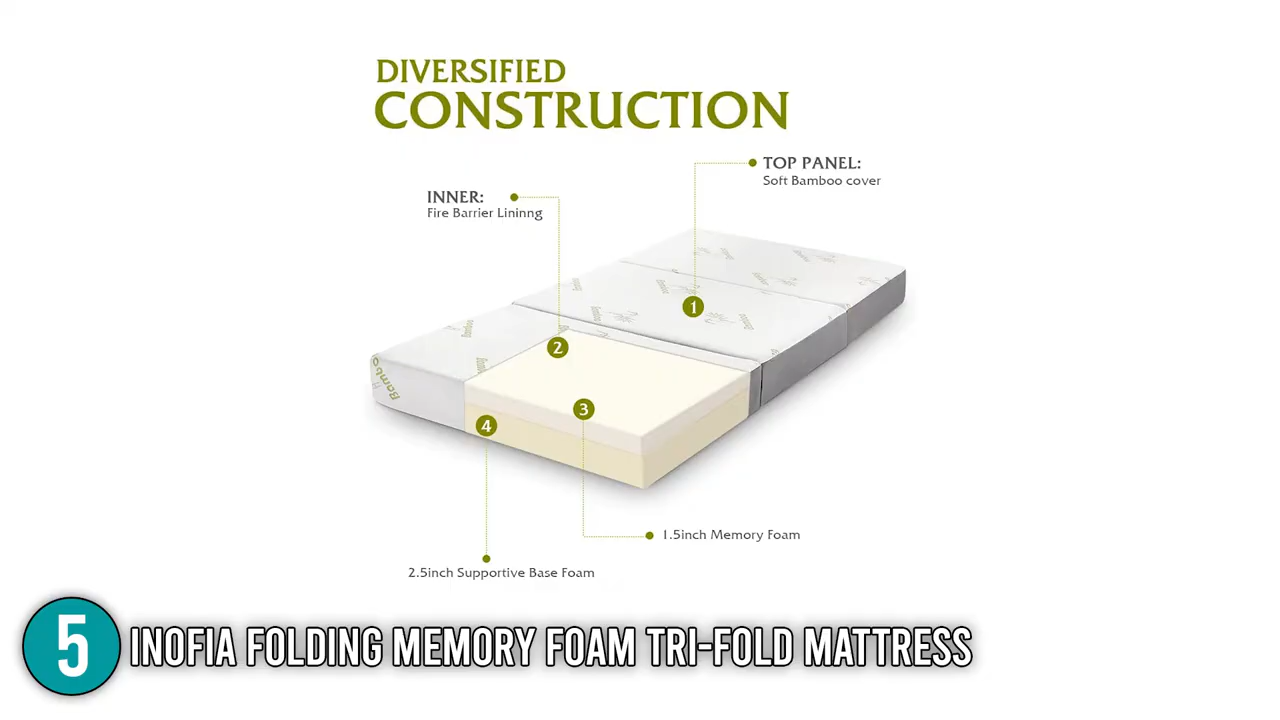 DIVERSIFIED
CONSTRUCTION
TOP PANEL:
Soft Bamboo cover
INNER:
Fire Barrier Lininng
1
2
3
4
Bamboo
1.5inch Memory Foam
2.5inch Supportive Base Foam
5
INOFIA FOLDING MEMORY FOAM TRI-FOLD MATTRESS